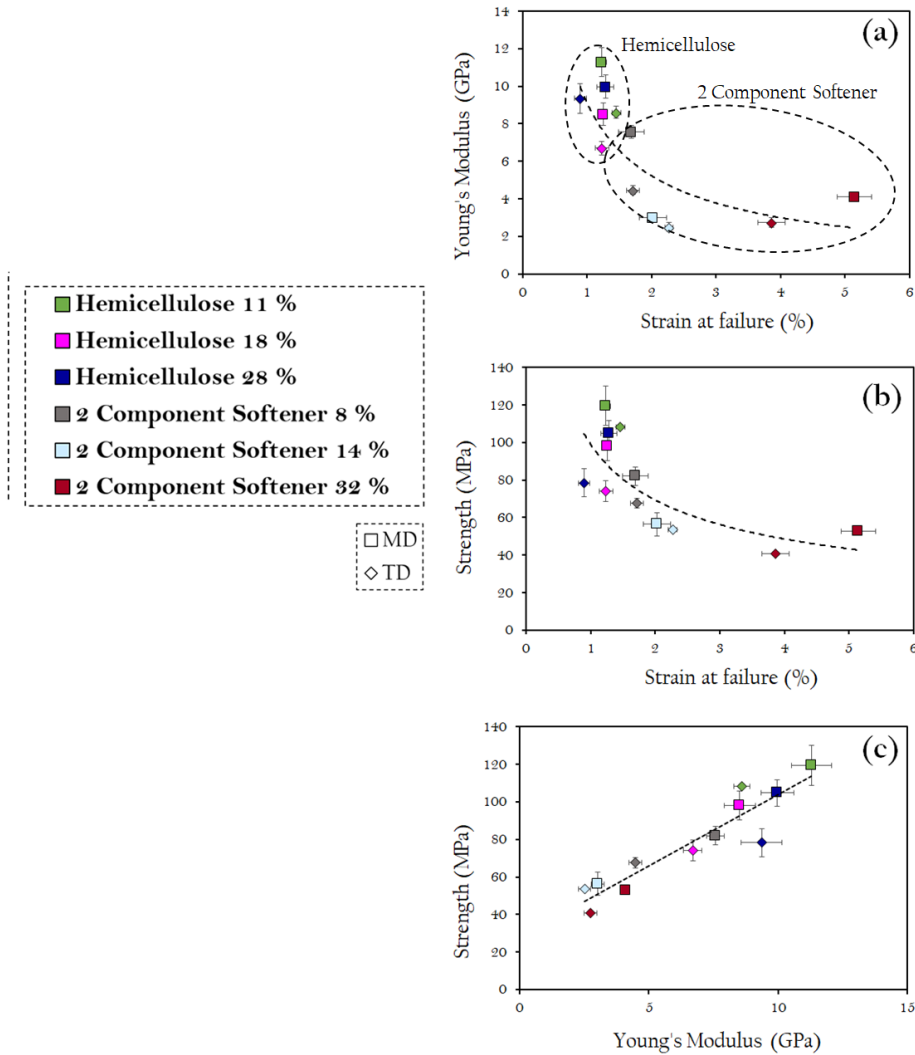 Hemicellulose 11 %
Hemicellulose 18 %
Hemicellulose 28 %
2 Component Softener 8 %
2 Component Softener 14 %
2 Component Softener 32 %
MD
TD
(a)
Hemicellulose
2 Component Softener
Young's Modulus (GPa)
14
12
10
8
6
4
2
0
0 1 2 3 4 5 6
Strain at failure (%)
(b)
Strength (MPa)
140
120
100
80
60
40
20
0
0 1 2 3 4 5 6
Strain at failure (%)
(c)
Strength (MPa)
140
120
100
80
60
40
20
0
0 5 10 15
Young's Modulus (GPa)